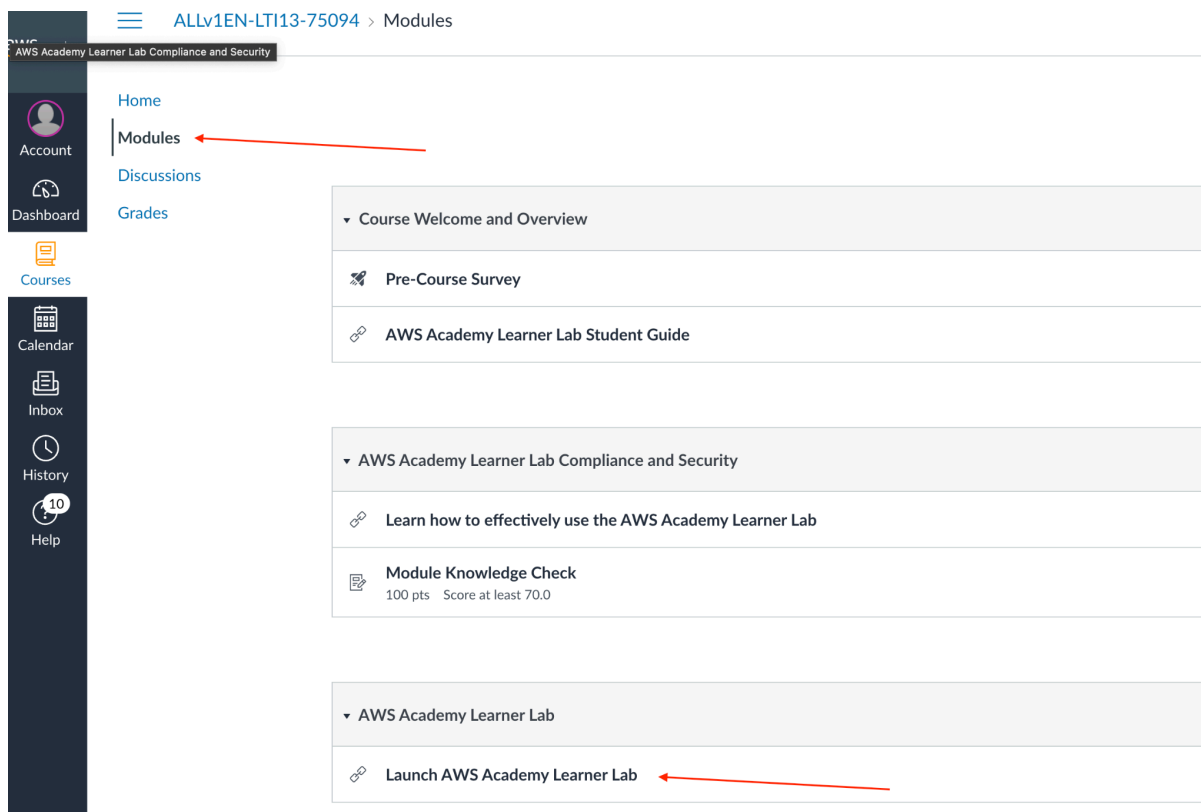 ALLv1EN-LTI13-75094 > Modules
AWS Academy Learner Lab Compliance and Security
Account
Dashboard
Courses
Calendar
Inbox
History
10
Help
Home
Modules
Discussions
Grades
Course Welcome and Overview
Pre-Course Survey
AWS Academy Learner Lab Student Guide
AWS Academy Learner Lab Compliance and Security
Learn how to effectively use the AWS Academy Learner Lab
Module Knowledge Check
100 pts Score at least 70.0
AWS Academy Learner Lab
Launch AWS Academy Learner Lab